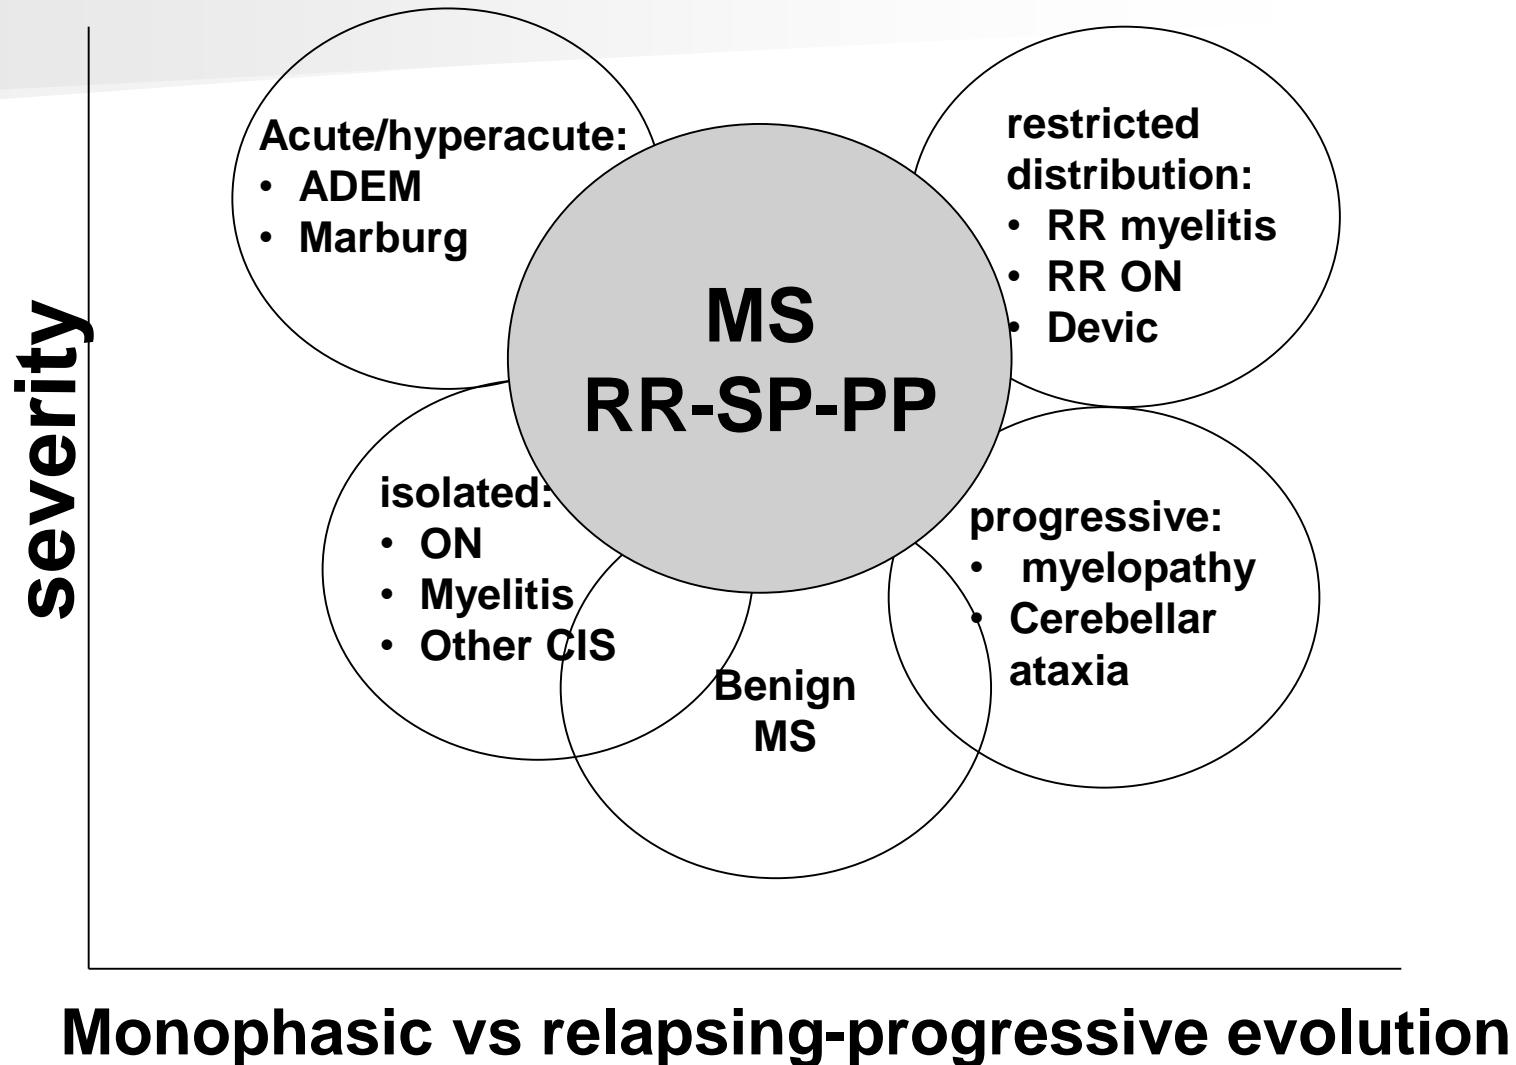 severity
Acute/hyperacute:
• ADEM
• Marburg
MS
RR-SP-PP
restricted
distribution:
• RR myelitis
• RR ON
• Devic
isolated:
• ON
• Myelitis
• Other CIS
Benign
MS
progressive:
• myelopathy
• Cerebellar
ataxia
Monophasic vs relapsing-progressive evolution